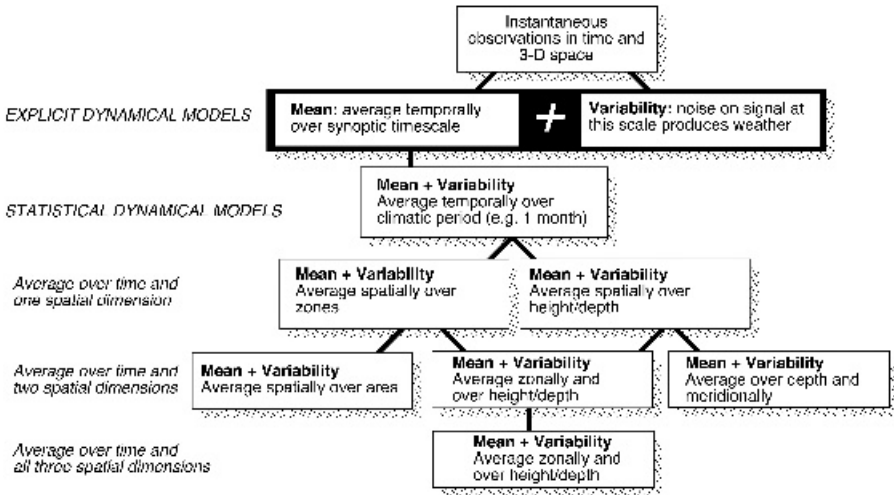 Instantaneous
observations in time and
3-D space
EXPLICIT DYNAMICAL MODELS
Mean: average temporally
over synoptic timescale
+
Variability: noise on signal at
this scale produces weather
STATISTICAL DYNAMICAL MODELS
Mean + Variability
Average temporally over
climatic period (e.g. 1 month)
Average over time and
one spatial dimension
Mean + Variability
Average spatially over
zones
Mean + Variability
Average spatially over
height/depth
Average over time and
two spatial dimensions
Mean + Variability
Average spatially over area
Mean + Variability
Average zonally and
over height/depth
Mean + Variability
Average over depth and
meridionally
Average over time and
all three spatial dimensions
Mean + Variability
Average zonally and
over height/depth